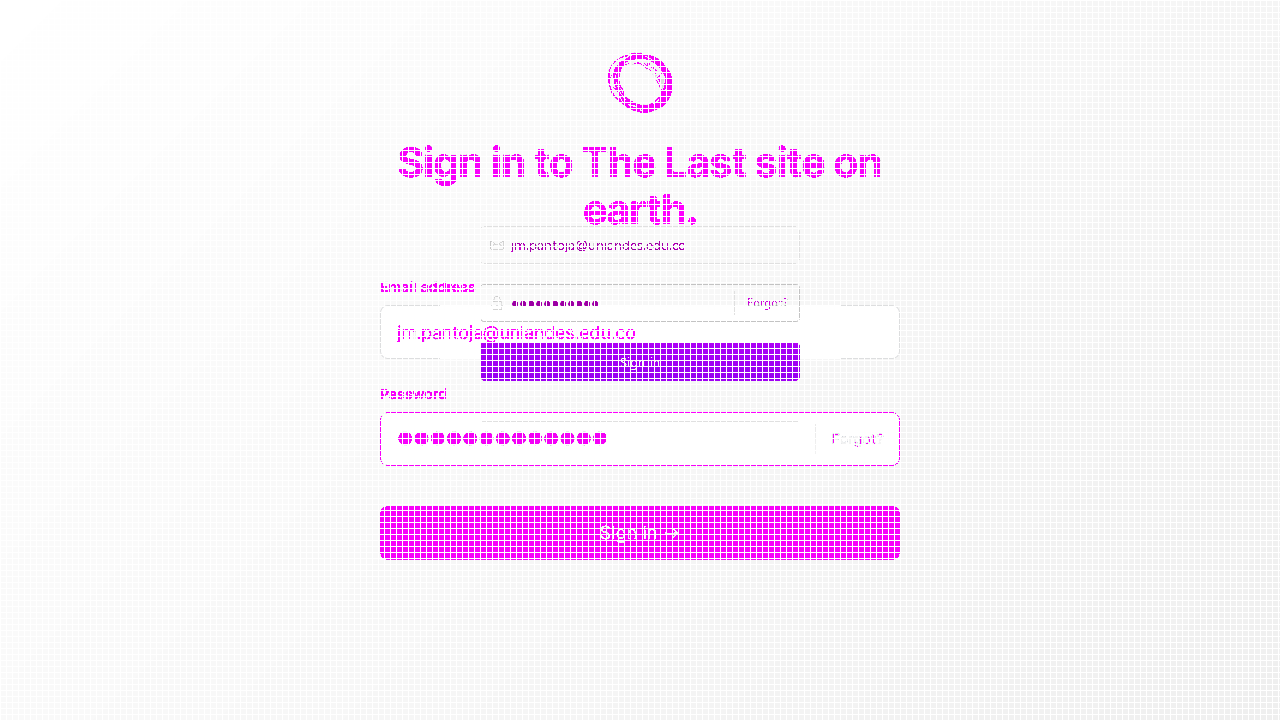 Sign in to The Last site on
earth.
jm.pantoja@uniandes.edu.co
Email address
••••••••••• Forgot?
jm.pantoja@uniandes.edu.co
Sign in
Password
••••••••••••• Forgot?
Sign in →